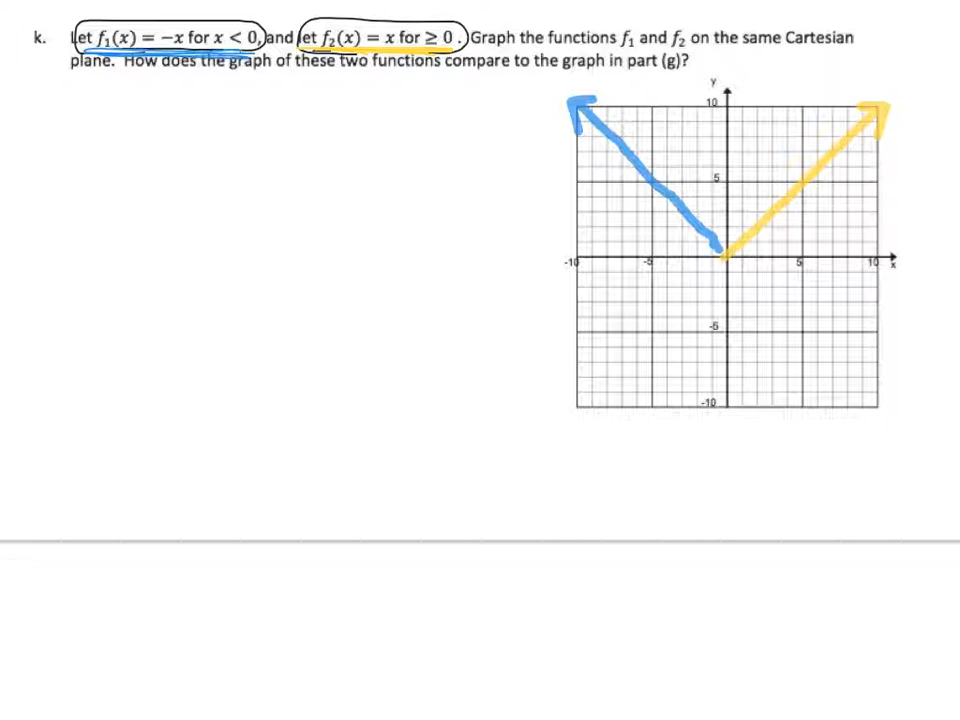 k. Let f₁(x) = −x for x < 0, and let f₂(x) = x for ≥ 0 . Graph the functions f₁ and f₂ on the same Cartesian
plane. How does the graph of these two functions compare to the graph in part (g)?
y
10
5
-10 -5 5 10 x
-5
-10